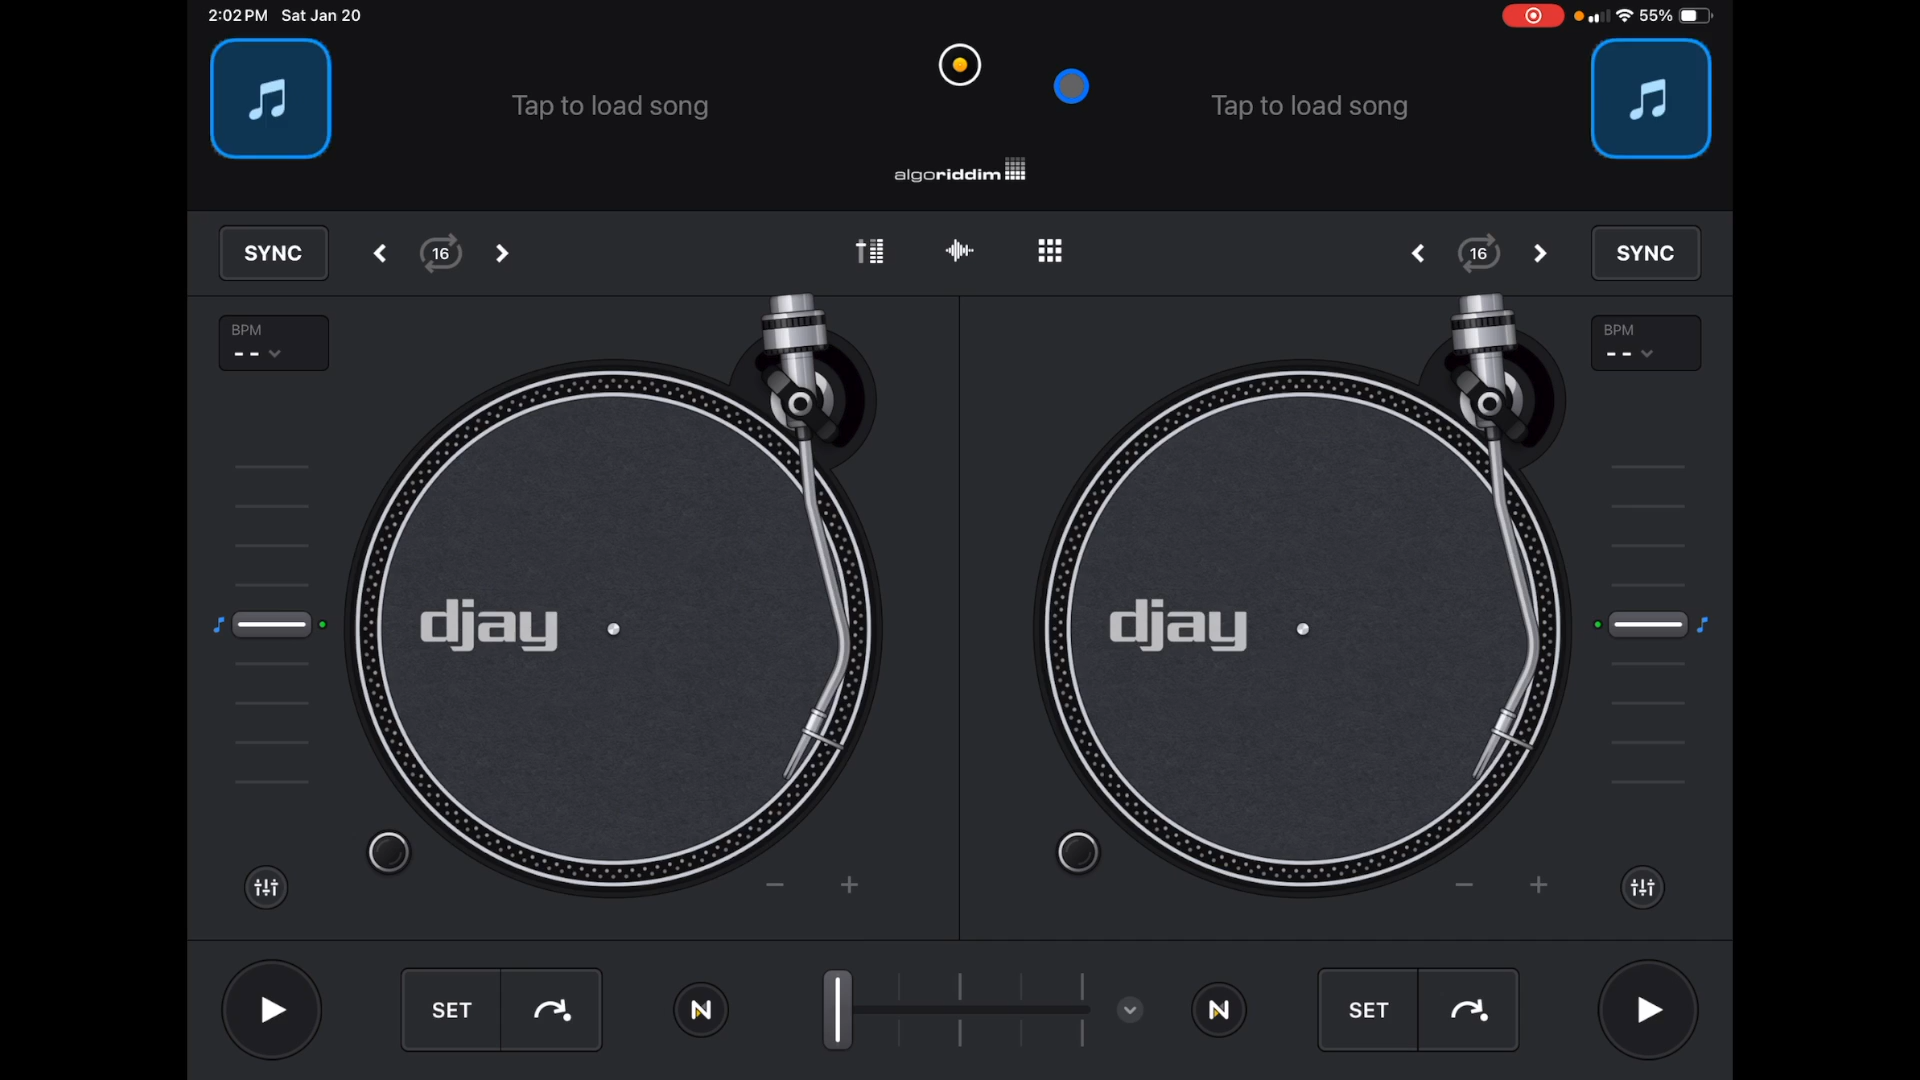 2:02 PM Sat Jan 20
55%
Tap to load song
Tap to load song
algoriddim
SYNC
16
16
SYNC
BPM
--
BPM
--
djay
djay
SET
N
N
SET